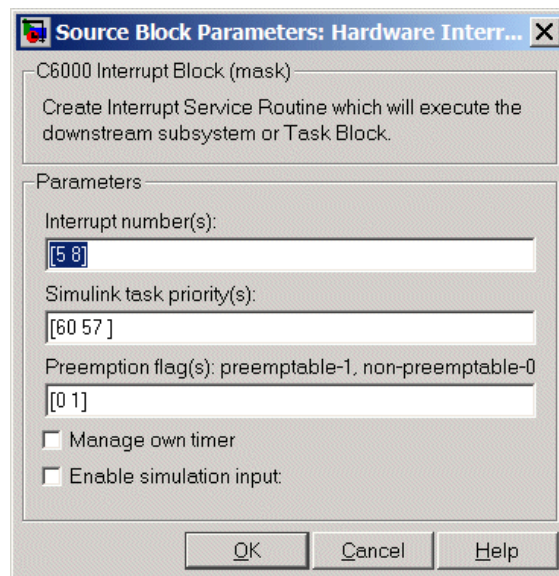 Source Block Parameters: Hardware Interr...
C6000 Interrupt Block (mask)
Create Interrupt Service Routine which will execute the
downstream subsystem or Task Block.
Parameters
Interrupt number(s):
[5 8]
Simulink task priority(s):
[60 57 ]
Preemption flag(s): preemptable-1, non-preemptable-0
[0 1]
Manage own timer
Enable simulation input:
OK Cancel Help